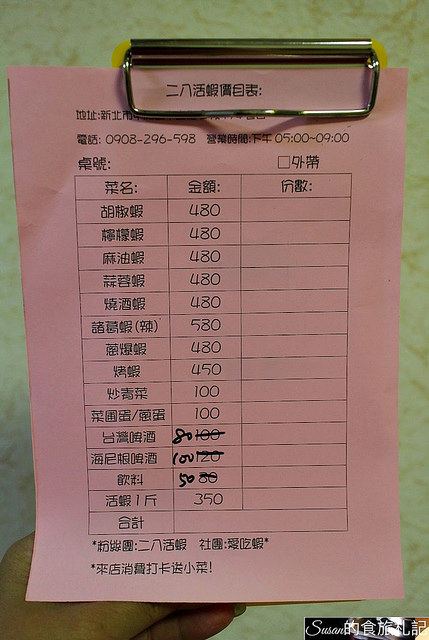 二八活蝦價目表:
地址:新北市
電話: 0908-296-598 營業時間:下午 05:00~09:00
桌號: □外帶
菜名: 金額: 份數:
胡椒蝦 480
檸檬蝦 480
麻油蝦 480
蒜蓉蝦 480
燒酒蝦 480
諸葛蝦(辣) 580
蔥爆蝦 480
烤蝦 450
炒青菜 100
菜圃蛋/蔥蛋 100
台灣啤酒 80 100
海尼根啤酒 100 120
飲料 50 80
活蝦1斤 350
合計
*粉絲團:二八活蝦 社團:愛吃蝦*
*來店消費打卡送小菜!
Susan的食旅札記